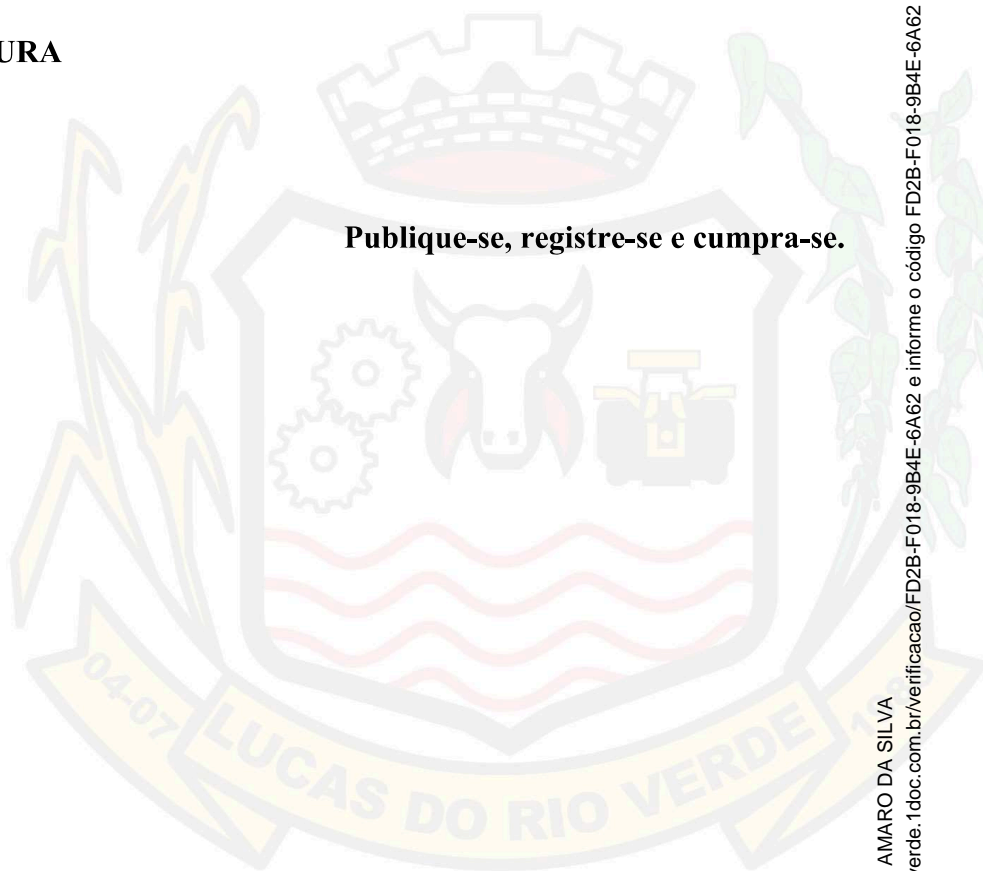 URA
Publique-se, registre-se e cumpra-se.
04-07
LUCAS DO RIO VERDE
AMARO DA SILVA
verde.1doc.com.br/verificacao/FD2B-F018-9B4E-6A62 e informe o código FD2B-F018-9B4E-6A62